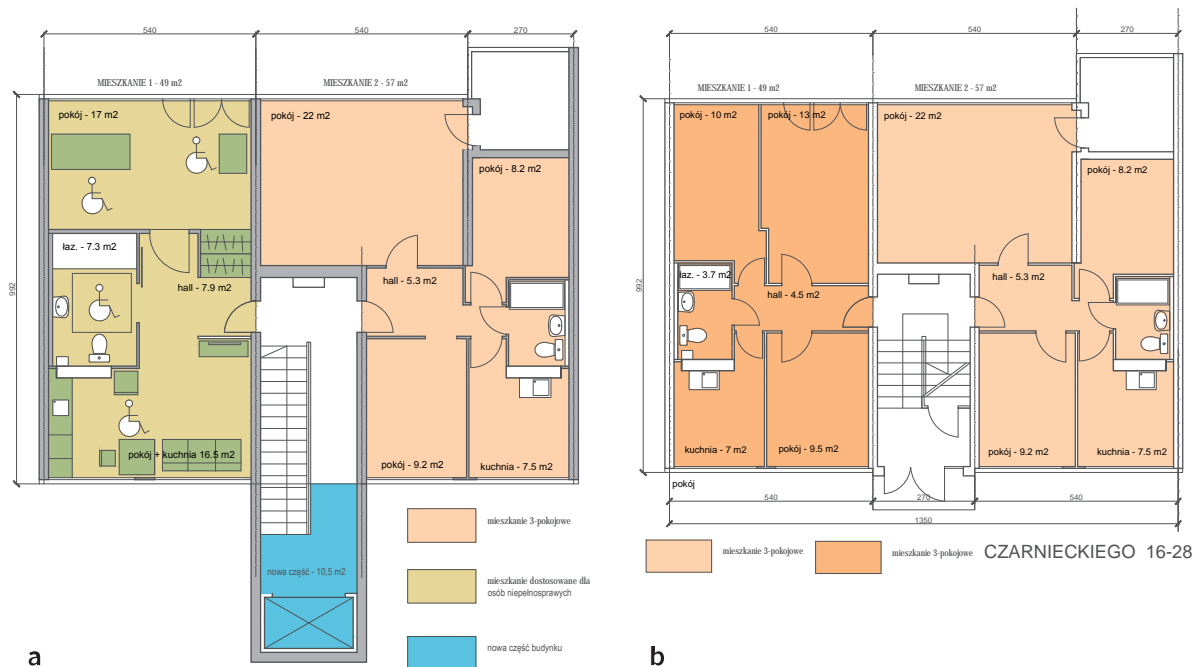 540
540
270
MIESZKANIE 1 - 49 m2
MIESZKANIE 2 - 57 m2
992
pokój - 17 m2
pokój - 22 m2
pokój - 8.2 m2
łaz. - 7.3 m2
hall - 7.9 m2
hall - 5.3 m2
pokój + kuchnia 16.5 m2
pokój - 9.2 m2
kuchnia - 7.5 m2
nowa część - 10,5 m2
mieszkanie 3-pokojowe
mieszkanie dostosowane dla
osób niepełnosprawych
nowa część budynku
a
540
540
270
MIESZKANIE 1 - 49 m2
MIESZKANIE 2 - 57 m2
992
pokój - 10 m2
pokój - 13 m2
pokój - 22 m2
pokój - 8.2 m2
łaz. - 3.7 m2
hall - 4.5 m2
hall - 5.3 m2
kuchnia - 7 m2
pokój - 9.5 m2
pokój - 9.2 m2
kuchnia - 7.5 m2
pokój
540
270
540
1350
mieszkanie 3-pokojowe
mieszkanie 3-pokojowe
CZARNIECKIEGO 16-28
b